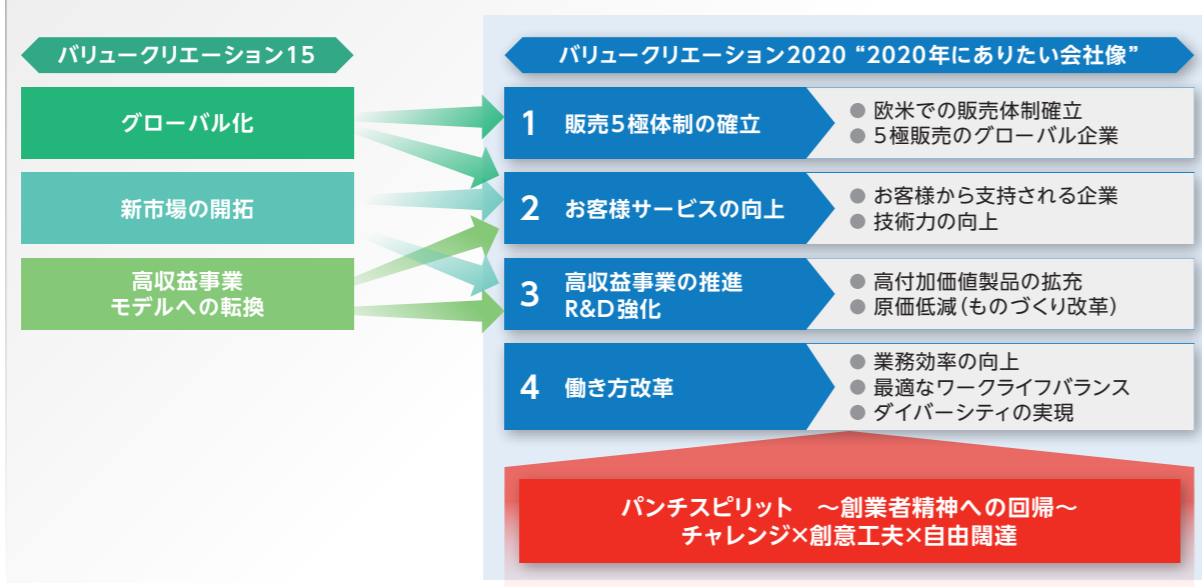 バリュークリエーション15
グローバル化
新市場の開拓
高収益事業
モデルへの転換
バリュークリエーション2020 “2020年にありたい会社像”
1 販売5極体制の確立
● 欧米での販売体制確立
● 5極販売のグローバル企業
2 お客様サービスの向上
● お客様から支持される企業
● 技術力の向上
3 高収益事業の推進
R&D強化
● 高付加価値製品の拡充
● 原価低減(ものづくり改革)
4 働き方改革
● 業務効率の向上
● 最適なワークライフバランス
● ダイバーシティの実現
パンチスピリット ～創業者精神への回帰～
チャレンジ×創意工夫×自由闊達